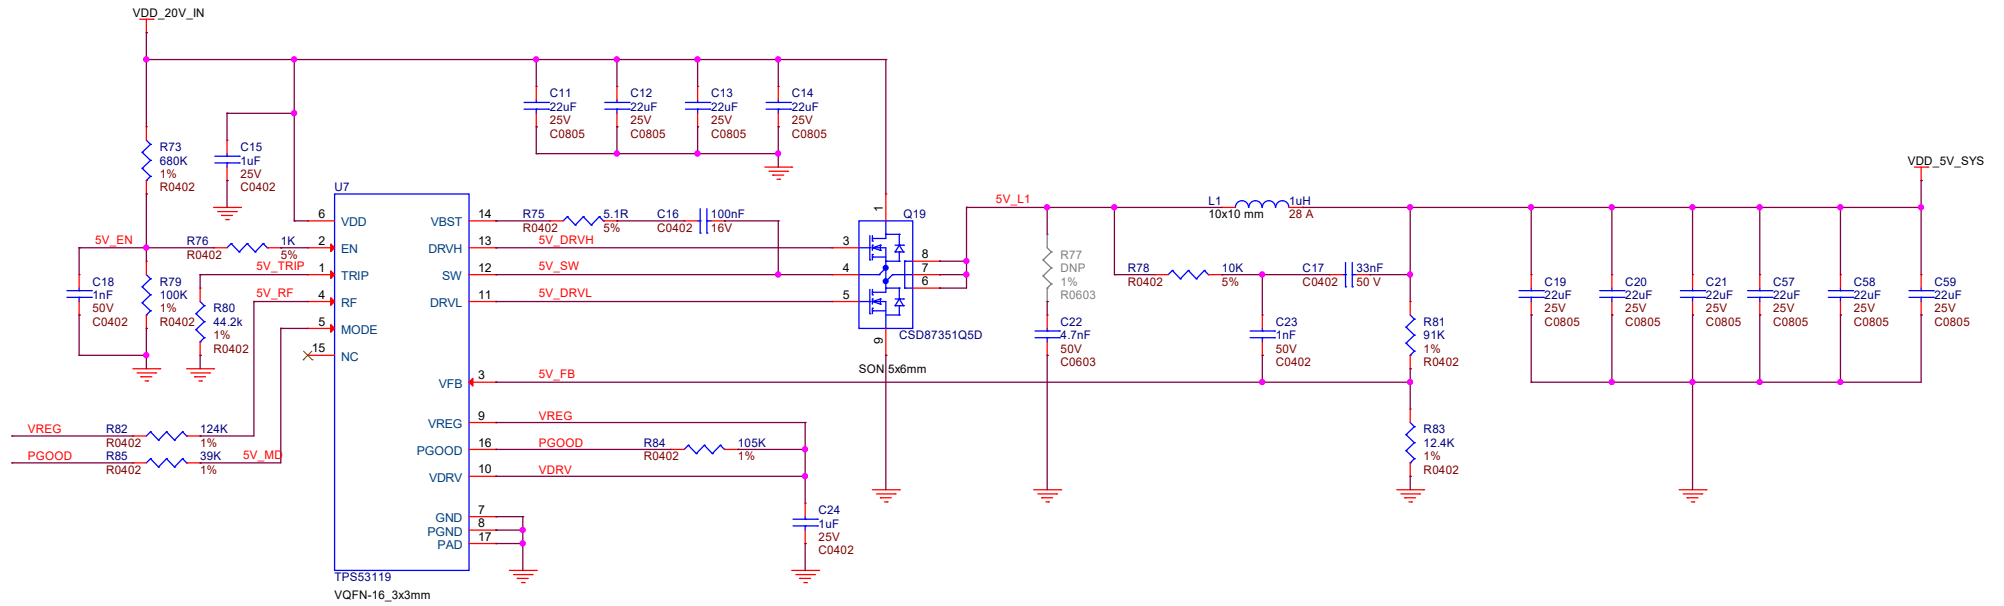 VDD_20V_IN
C11
22uF
25V
C0805
C12
22uF
25V
C0805
C13
22uF
25V
C0805
C14
22uF
25V
C0805
R73
680K
1%
R0402
C15
1uF
25V
C0402
U7
6 VDD
2 EN
1 TRIP
4 RF
5 MODE
15 NC
VBST 14
DRVH 13
SW 12
DRVL 11
VFB 3
VREG 9
PGOOD 16
VDRV 10
GND 7
PGND 8
PAD 17
TPS53119
VQFN-16_3x3mm
5V_EN
R76 1K
R0402 5%
5V_TRIP
5V_RF
C18
1nF
50V
C0402
R79
100K
1%
R0402
R80
44.2k
1%
R0402
VREG
R82 124K
R0402 1%
PGOOD
R85 39K 5V_MD
R0402 1%
R75 5.1R
R0402 5%
C16 100nF
C0402 16V
5V_DRVH
5V_SW
5V_DRVL
5V_FB
VREG
PGOOD
VDRV
R84 105K
R0402 1%
C24
1uF
25V
C0402
Q19
1
3
4
5
8
7
6
9
CSD87351Q5D
SON 5x6mm
5V_L1
L1 1uH
10x10 mm 28 A
R77
DNP
1%
R0603
C22
4.7nF
50V
C0603
R78 10K
R0402 5%
C17 33nF
C0402 50 V
C23
1nF
50V
C0402
R81
91K
1%
R0402
R83
12.4K
1%
R0402
VDD_5V_SYS
C19
22uF
25V
C0805
C20
22uF
25V
C0805
C21
22uF
25V
C0805
C57
22uF
25V
C0805
C58
22uF
25V
C0805
C59
22uF
25V
C0805